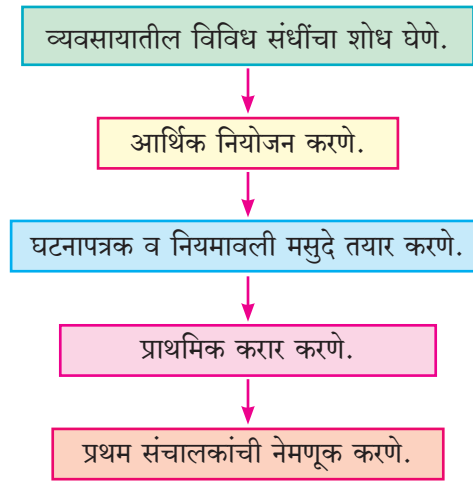 व्यवसायातील विविध संधींचा शोध घेणे.
आर्थिक नियोजन करणे.
घटनापत्रक व नियमावली मसुदे तयार करणे.
प्राथमिक करार करणे.
प्रथम संचालकांची नेमणूक करणे.